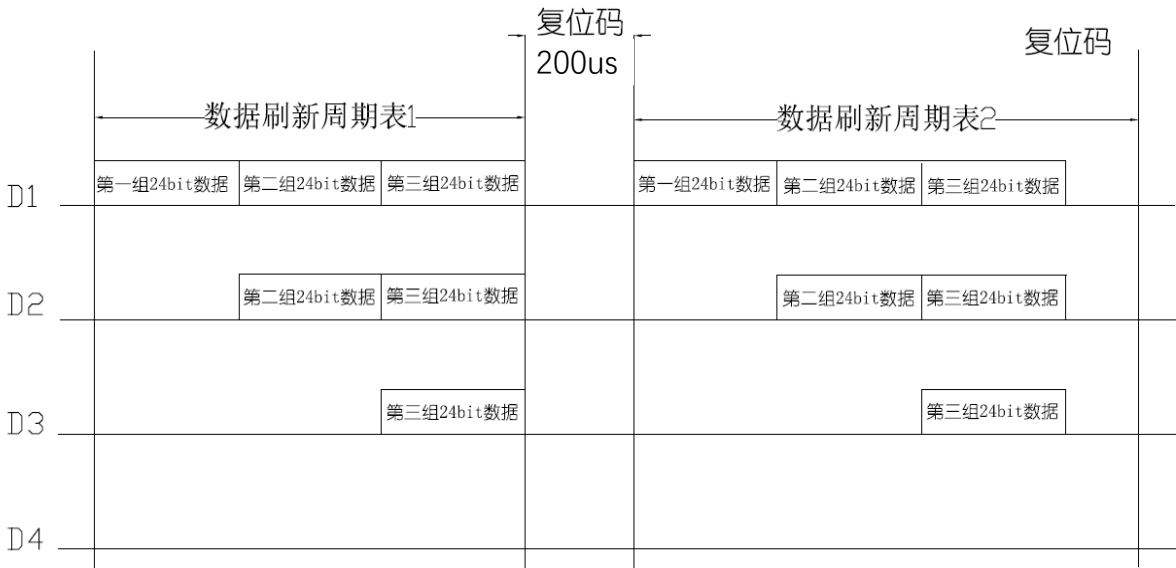 复位码
200us
复位码
数据刷新周期表1
数据刷新周期表2
D1
第一组24bit数据
第二组24bit数据
第三组24bit数据
第一组24bit数据
第二组24bit数据
第三组24bit数据
D2
第二组24bit数据
第三组24bit数据
第二组24bit数据
第三组24bit数据
D3
第三组24bit数据
第三组24bit数据
D4